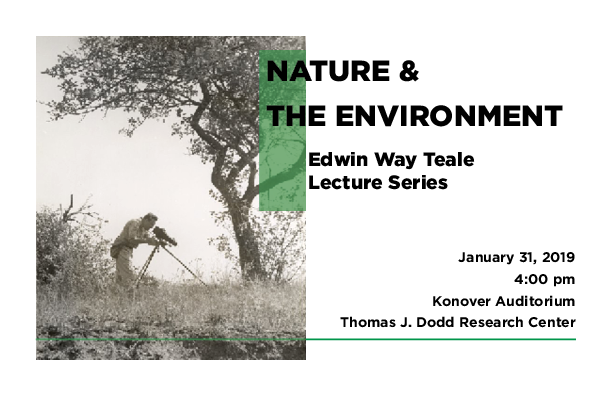 NATURE &
THE ENVIRONMENT
Edwin Way Teale
Lecture Series
January 31, 2019
4:00 pm
Konover Auditorium
Thomas J. Dodd Research Center